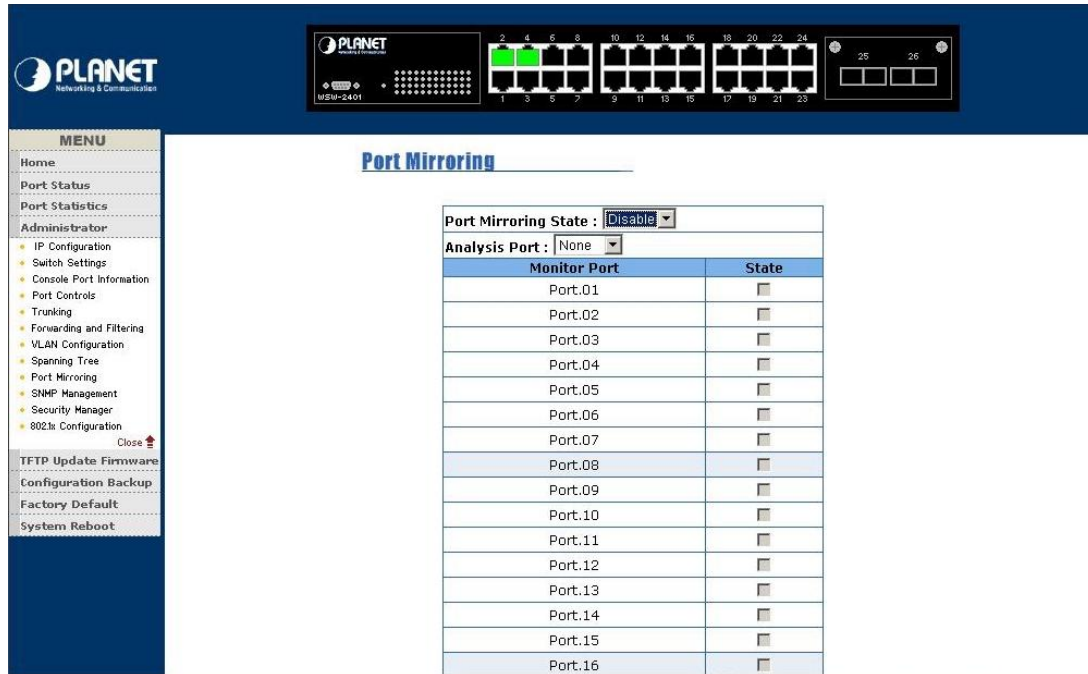 PLANET
Networking & Communication
PLANET
Networking & Communication
WSW-2401
2 4 6 8 10 12 14 16 18 20 22 24
1 3 5 7 9 11 13 15 17 19 21 23
25 26
MENU
Home
Port Status
Port Statistics
Administrator
IP Configuration
Switch Settings
Console Port Information
Port Controls
Trunking
Forwarding and Filtering
VLAN Configuration
Spanning Tree
Port Mirroring
SNMP Management
Security Manager
802.1x Configuration
Close
TFTP Update Firmware
Configuration Backup
Factory Default
System Reboot
Port Mirroring
Port Mirroring State : Disable
Analysis Port : None
Monitor Port State
Port.01
Port.02
Port.03
Port.04
Port.05
Port.06
Port.07
Port.08
Port.09
Port.10
Port.11
Port.12
Port.13
Port.14
Port.15
Port.16